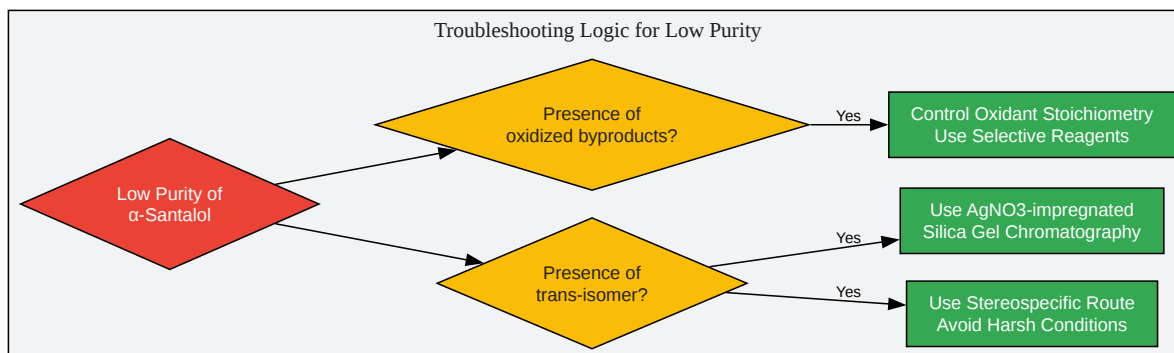 Troubleshooting Logic for Low Purity
Low Purity of
α-Santalol
Presence of
oxidized byproducts?
Yes
Control Oxidant Stoichiometry
Use Selective Reagents
Presence of
trans-isomer?
Yes
Use AgNO3-impregnated
Silica Gel Chromatography
Yes
Use Stereospecific Route
Avoid Harsh Conditions